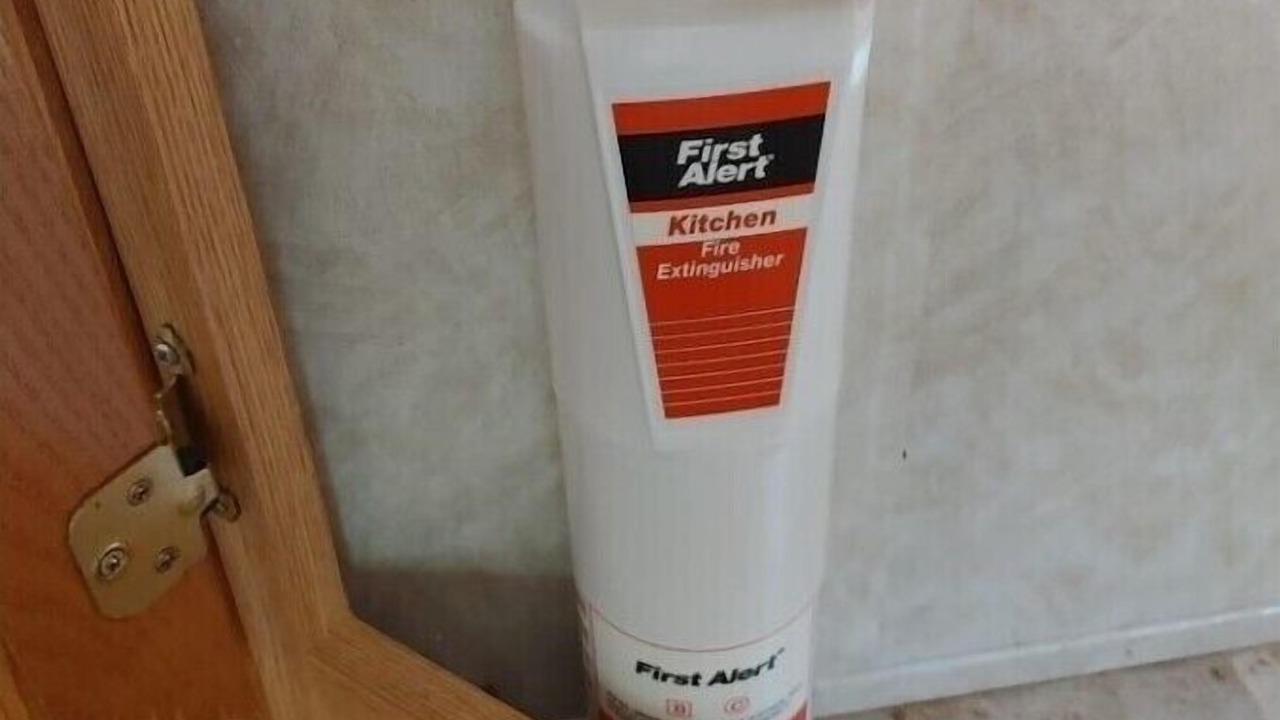 First
Alert
Kitchen
Fire
Extinguisher
First Alert
B C